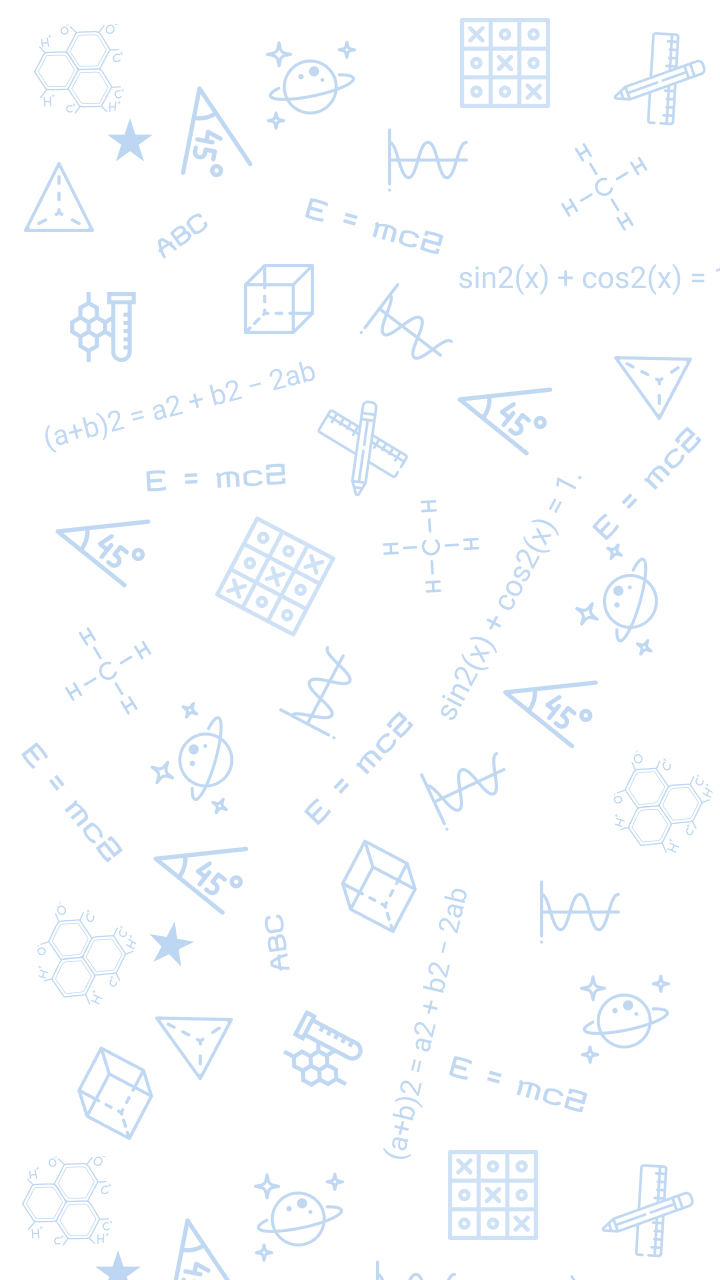 45°
ABC
E = mc2
H
H
C
H
H
sin2(x) + cos2(x) =
(a+b)2 = a2 + b2 - 2ab
45°
E = mc2
E = mc2
45°
H
H
C
H
H
sin2(x) + cos2(x) = 1.
H
H
C
H
H
45°
E = mc2
E = mc2
45°
ABC
(a+b)2 = a2 + b2 - 2ab
E = mc2
45